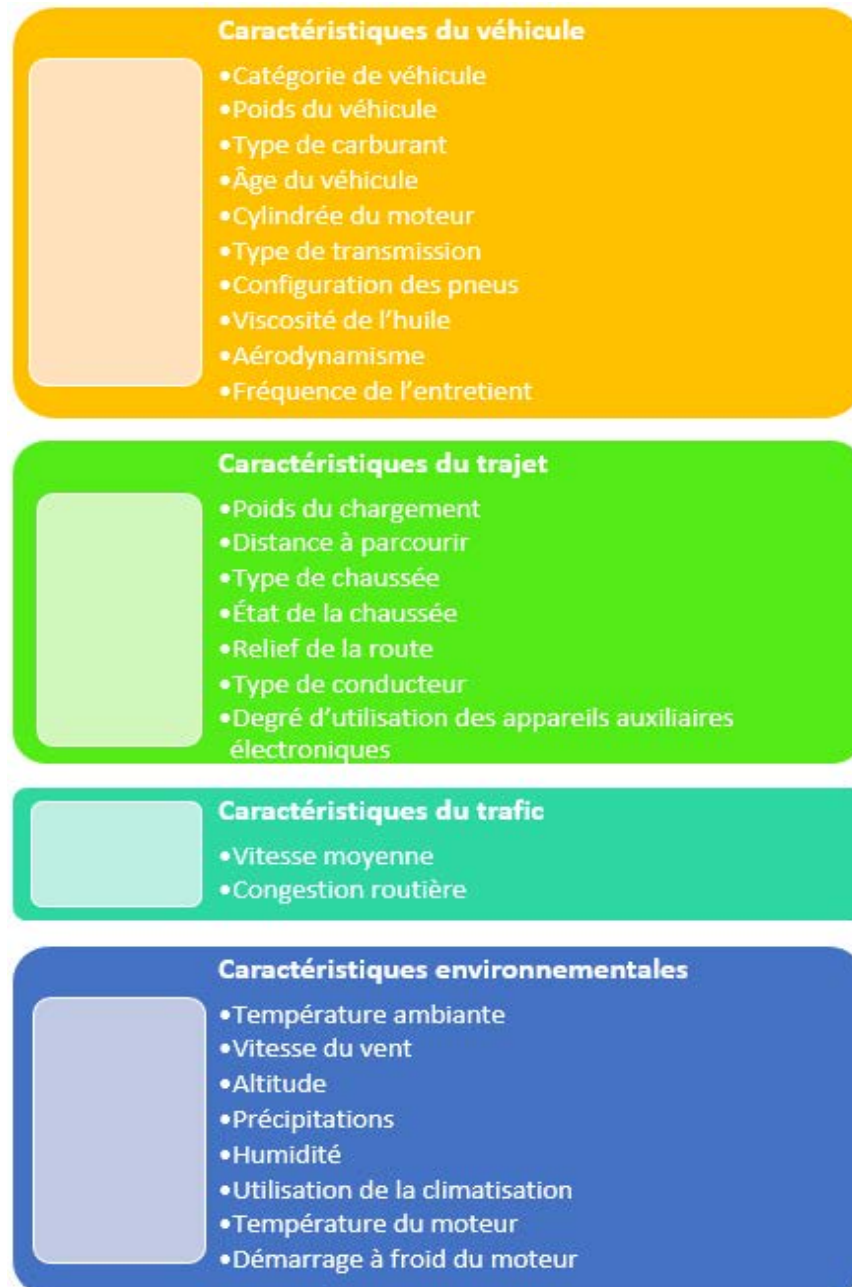 Caractéristiques du véhicule
•Catégorie de véhicule
•Poids du véhicule
•Type de carburant
•Âge du véhicule
•Cylindrée du moteur
•Type de transmission
•Configuration des pneus
•Viscosité de l’huile
•Aérodynamisme
•Fréquence de l’entretient
Caractéristiques du trajet
•Poids du chargement
•Distance à parcourir
•Type de chaussée
•État de la chaussée
•Relief de la route
•Type de conducteur
•Degré d’utilisation des appareils auxiliaires
électroniques
Caractéristiques du trafic
•Vitesse moyenne
•Congestion routière
Caractéristiques environnementales
•Température ambiante
•Vitesse du vent
•Altitude
•Précipitations
•Humidité
•Utilisation de la climatisation
•Température du moteur
•Démarrage à froid du moteur